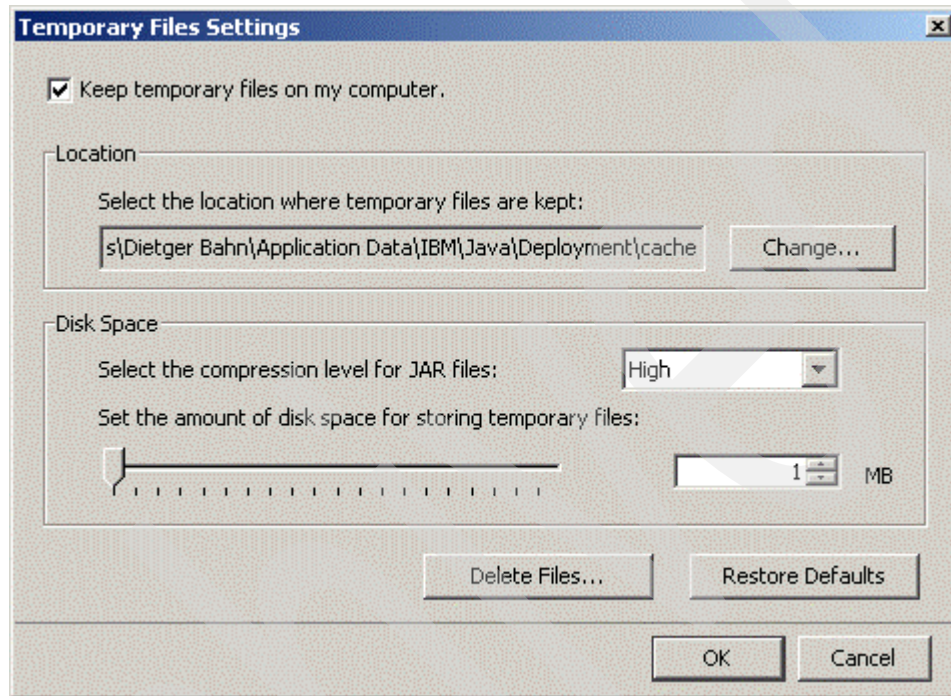 Temporary Files Settings
Keep temporary files on my computer.
Location
Select the location where temporary files are kept:
s\Dietger Bahn\Application Data\IBM\Java\Deployment\cache
Change...
Disk Space
Select the compression level for JAR files:
High
Set the amount of disk space for storing temporary files:
1
MB
Delete Files...
Restore Defaults
OK
Cancel